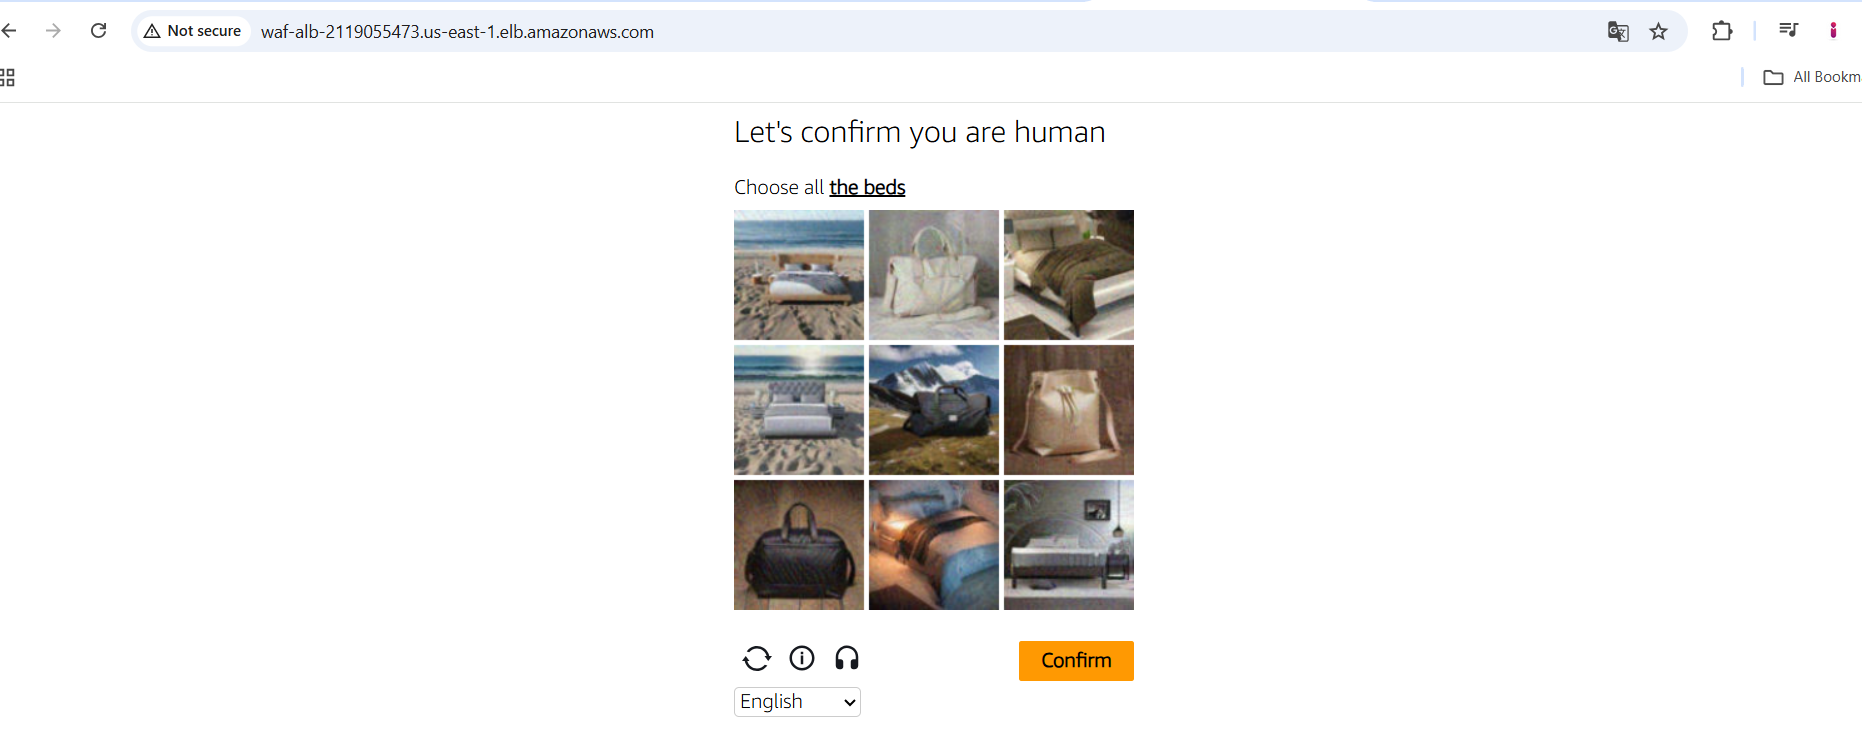 Not secure waf-alb-2119055473.us-east-1.elb.amazonaws.com
All Bookm
Let's confirm you are human
Choose all the beds
Confirm
English